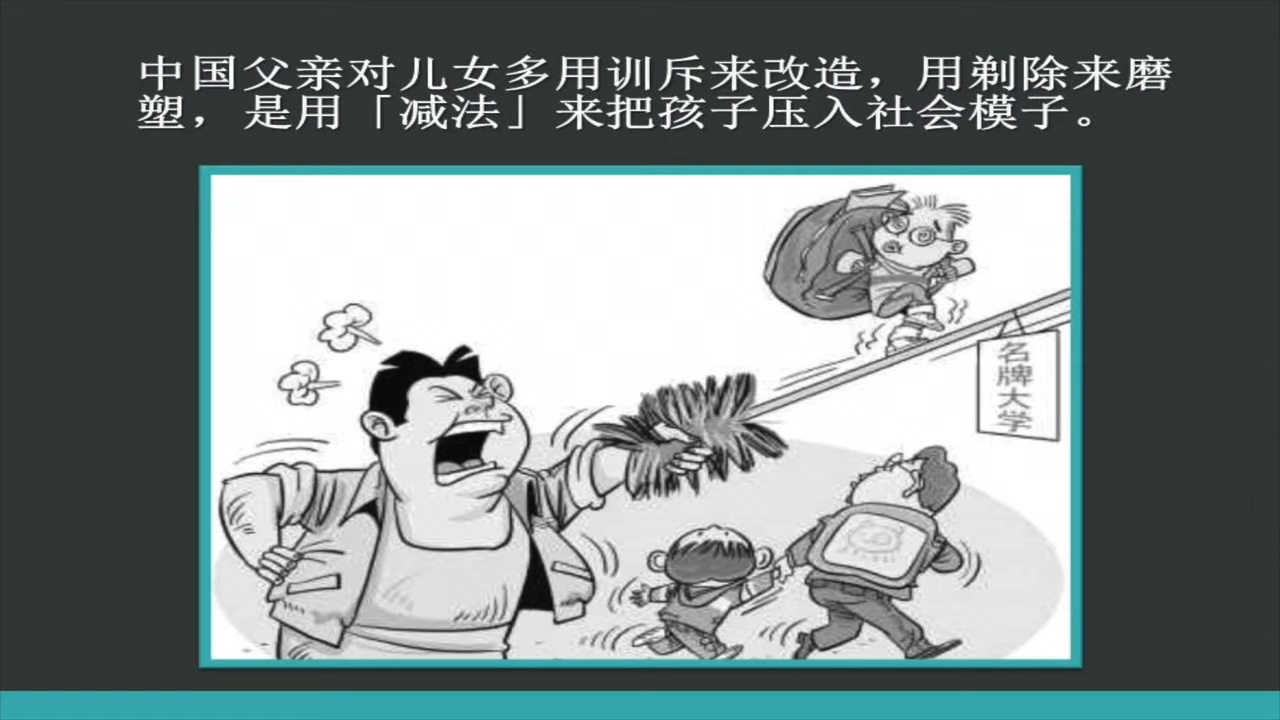 中国父亲对儿女多用训斥来改造，用剃除来磨
塑，是用「减法」来把孩子压入社会模子。
名牌大学